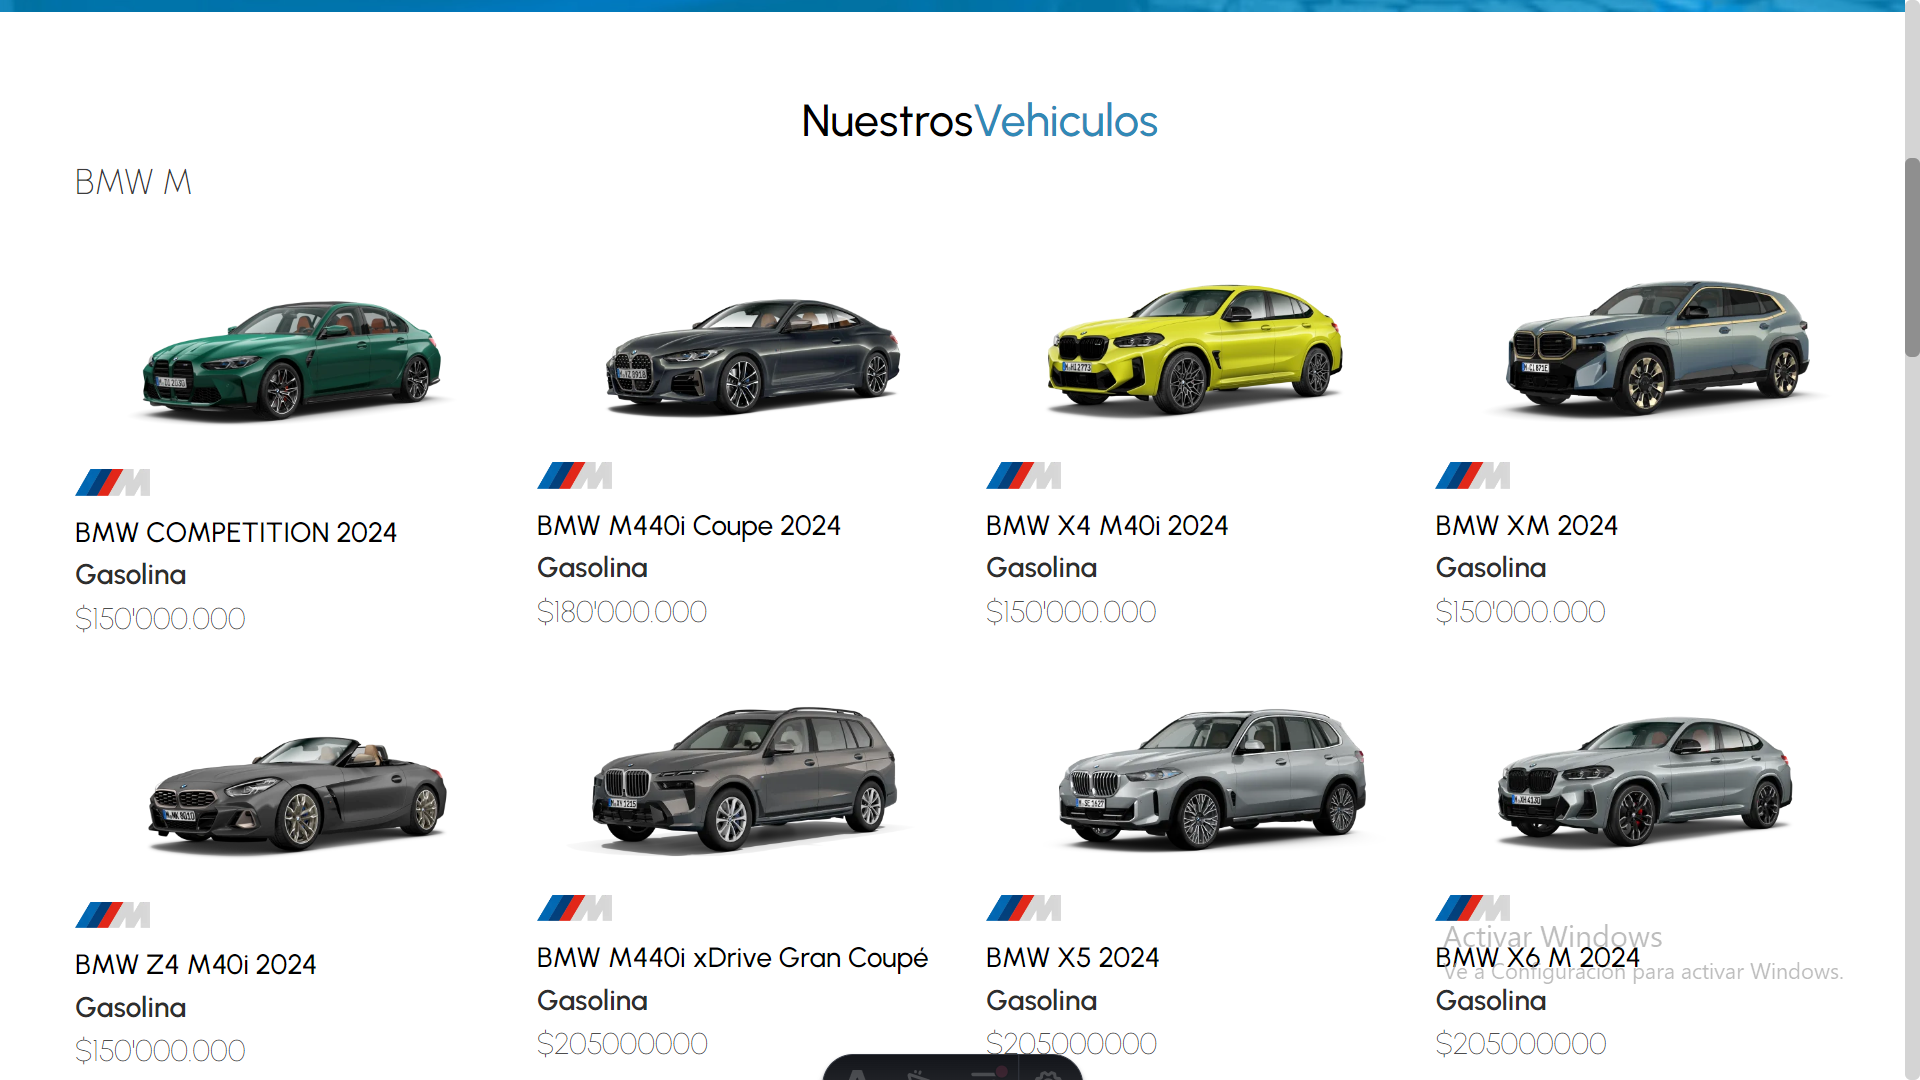 NuestrosVehiculos
BMW M
BMW COMPETITION 2024
Gasolina
$150'000.000
BMW M440i Coupe 2024
Gasolina
$180'000.000
BMW X4 M40i 2024
Gasolina
$150'000.000
BMW XM 2024
Gasolina
$150'000.000
BMW Z4 M40i 2024
Gasolina
$150'000.000
BMW M440i xDrive Gran Coupé
Gasolina
$205000000
BMW X5 2024
Gasolina
$205000000
BMW X6 M 2024
Gasolina
$205000000
Activar Windows
Ve a Configuración para activar Windows.